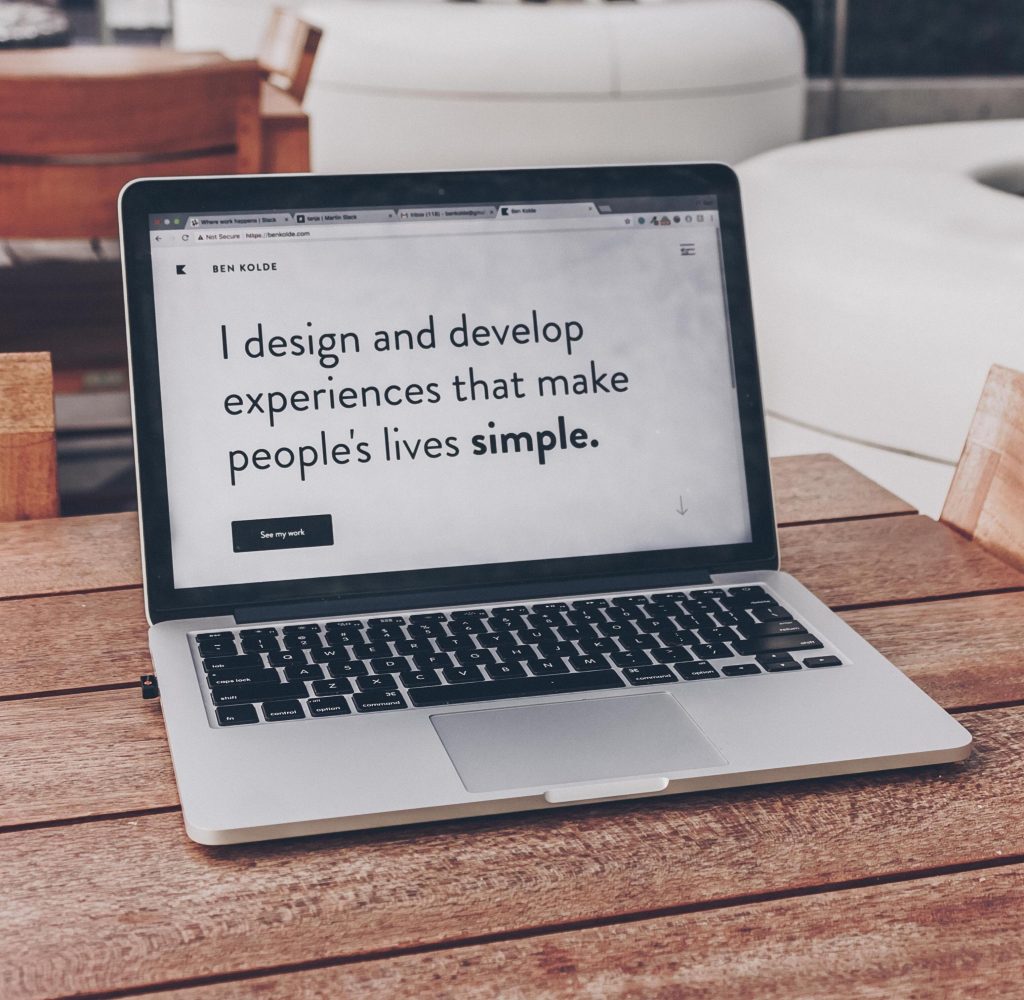 Where work happens | Slack
tanja | Martin Slack
Inbox (118) - benkolde@gmai
Ben Kolde
Not Secure
https://benkolde.com
BEN KOLDE
I design and develop
experiences that make
people's lives simple.
See my work
esc
tab
Q W E R T Y
caps lock
return
shift
Z X C V B N M
shift
fn control option command
command option